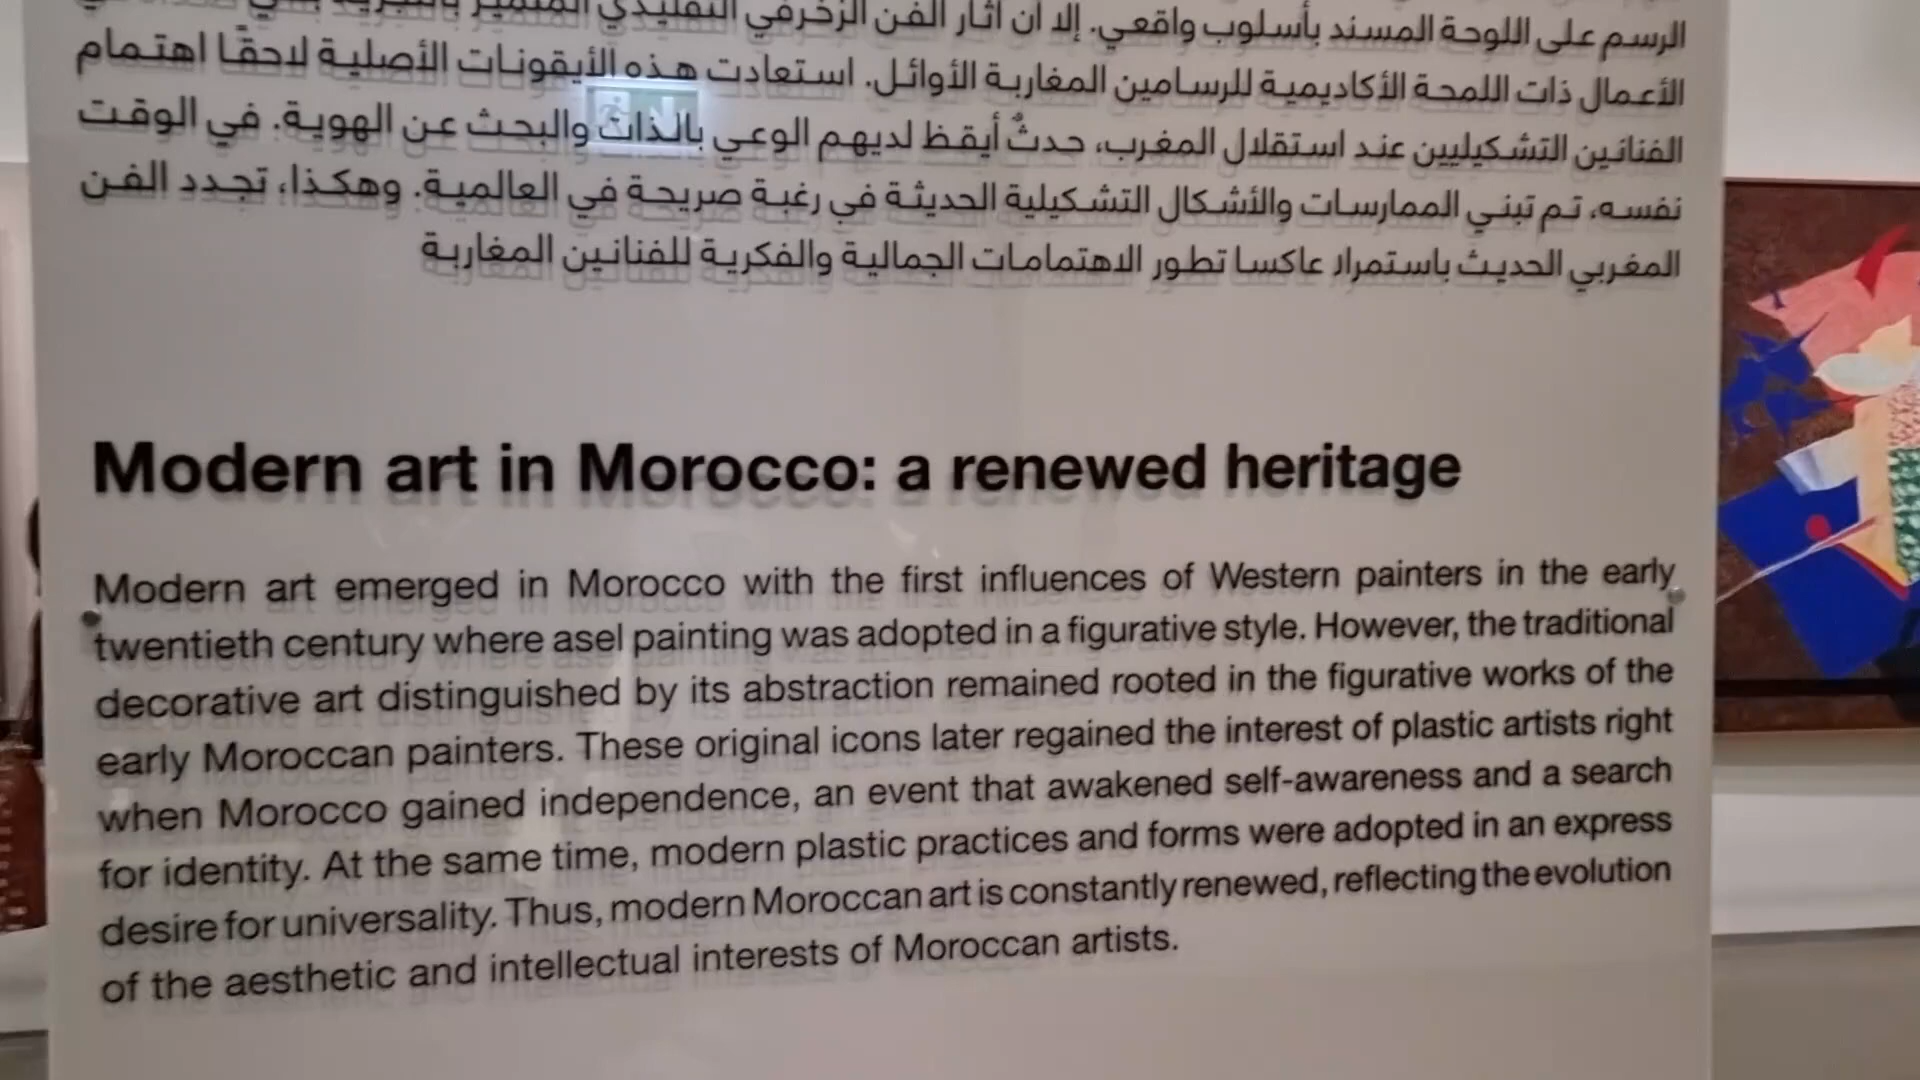 الرسم على اللوحة المسند بأسلوب واقعي. إلا ان آثار الفن الزخرفي التقليدي المتميز بالتجريد
الأعمال ذات اللمحة الأكاديمية للرسامين المغاربة الأوائل. استعادت هذه الأيقونات الأصلية لاحقًا اهتمام
الفنانين التشكيليين عند استقلال المغرب، حدثٌ أيقظ لديهم الوعي بالذات والبحث عن الهوية. في الوقت
نفسه، تم تبني الممارسات والأشكال التشكيلية الحديثة في رغبة صريحة في العالمية. وهكذا، تجدد الفن
المغربي الحديث باستمرار عاكسا تطور الاهتمامات الجمالية والفكرية للفنانين المغاربة
Modern art in Morocco: a renewed heritage
Modern art emerged in Morocco with the first influences of Western painters in the early
twentieth century where asel painting was adopted in a figurative style. However, the traditional
decorative art distinguished by its abstraction remained rooted in the figurative works of the
early Moroccan painters. These original icons later regained the interest of plastic artists right
when Morocco gained independence, an event that awakened self-awareness and a search
for identity. At the same time, modern plastic practices and forms were adopted in an express
desire for universality. Thus, modern Moroccan art is constantly renewed, reflecting the evolution
of the aesthetic and intellectual interests of Moroccan artists.